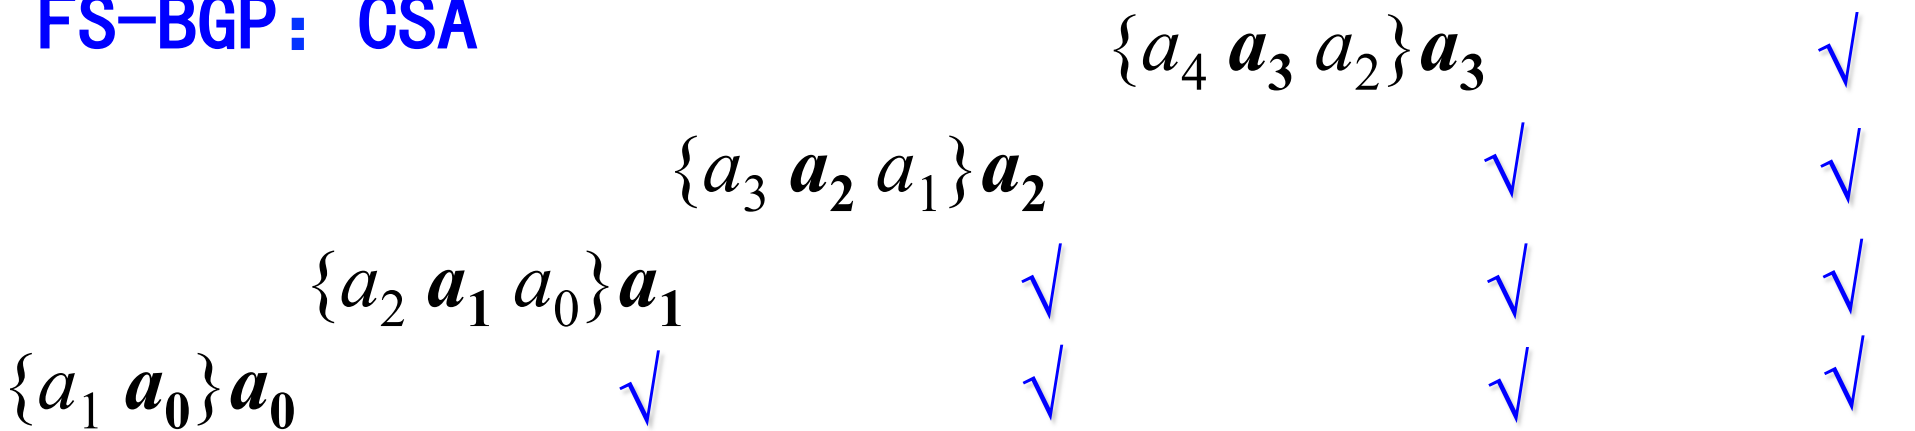 FS-BGP: CSA
{a₄ a₃ a₂}a₃ √
{a₃ a₂ a₁}a₂ √ √
{a₂ a₁ a₀}a₁ √ √ √
{a₁ a₀}a₀ √ √ √ √